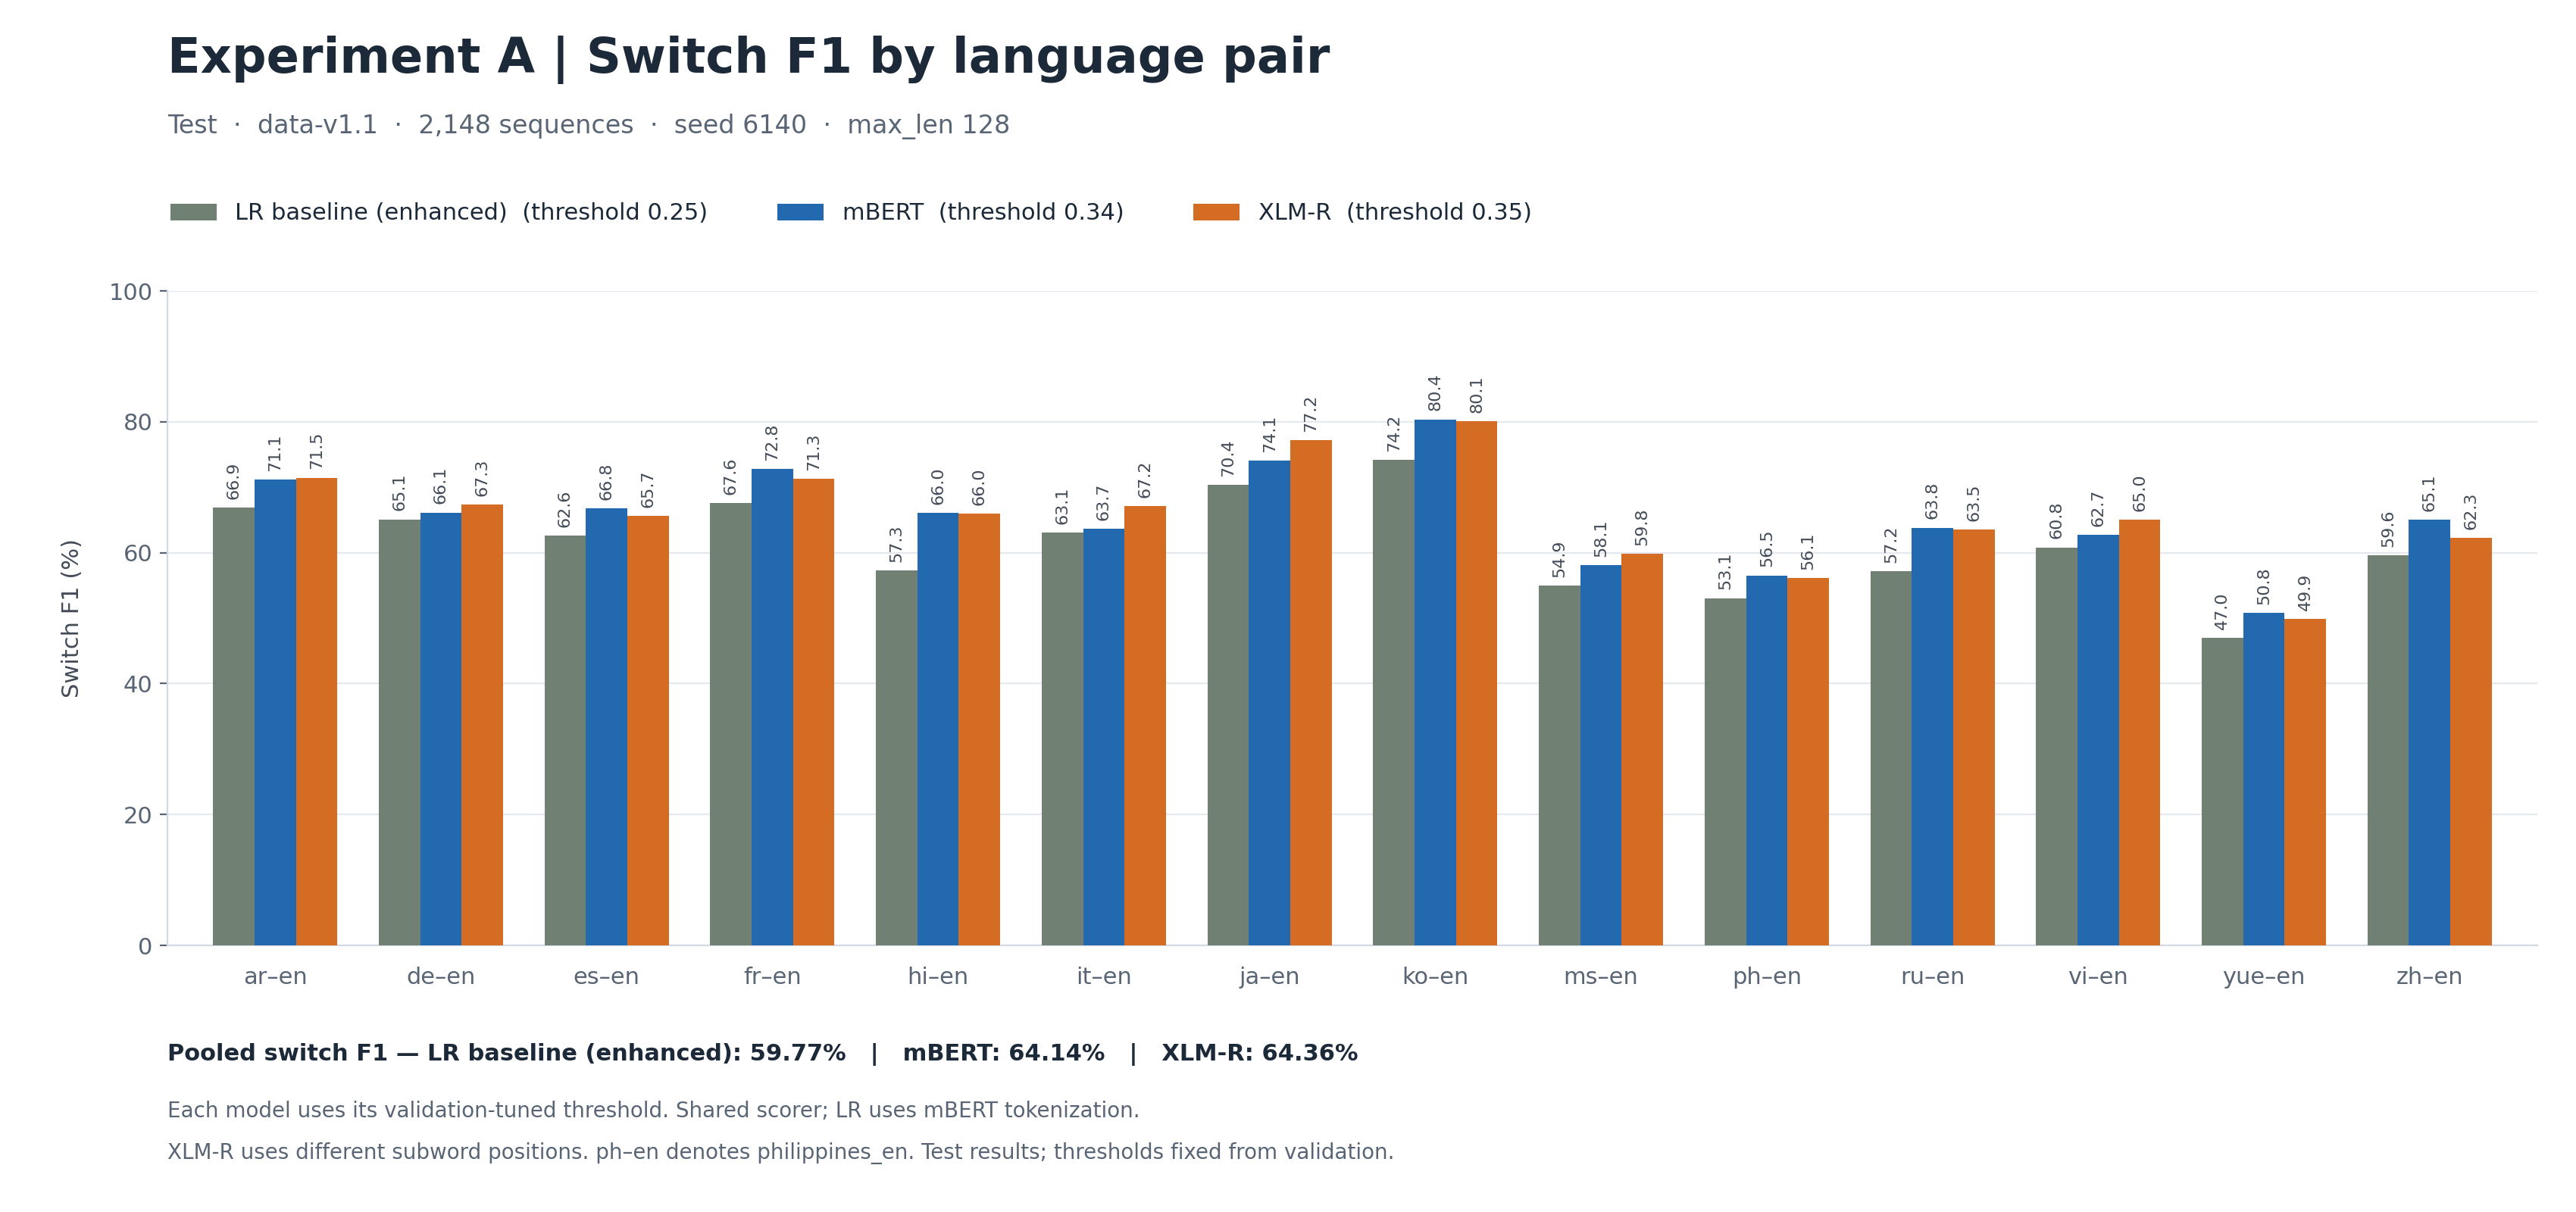 Experiment A | Switch F1 by language pair
Test · data-v1.1 · 2,148 sequences · seed 6140 · max_len 128
LR baseline (enhanced) (threshold 0.25) mBERT (threshold 0.34) XLM-R (threshold 0.35)
Switch F1 (%)
100
80
60
40
20
0
66.9 71.1 71.5
65.1 66.1 67.3
62.6 66.8 65.7
67.6 72.8 71.3
57.3 66.0 66.0
63.1 63.7 67.2
70.4 74.1 77.2
74.2 80.4 80.1
54.9 58.1 59.8
53.1 56.5 56.1
57.2 63.8 63.5
60.8 62.7 65.0
47.0 50.8 49.9
59.6 65.1 62.3
ar–en de–en es–en fr–en hi–en it–en ja–en ko–en ms–en ph–en ru–en vi–en yue–en zh–en
Pooled switch F1 — LR baseline (enhanced): 59.77% | mBERT: 64.14% | XLM-R: 64.36%
Each model uses its validation-tuned threshold. Shared scorer; LR uses mBERT tokenization.
XLM-R uses different subword positions. ph–en denotes philippines_en. Test results; thresholds fixed from validation.